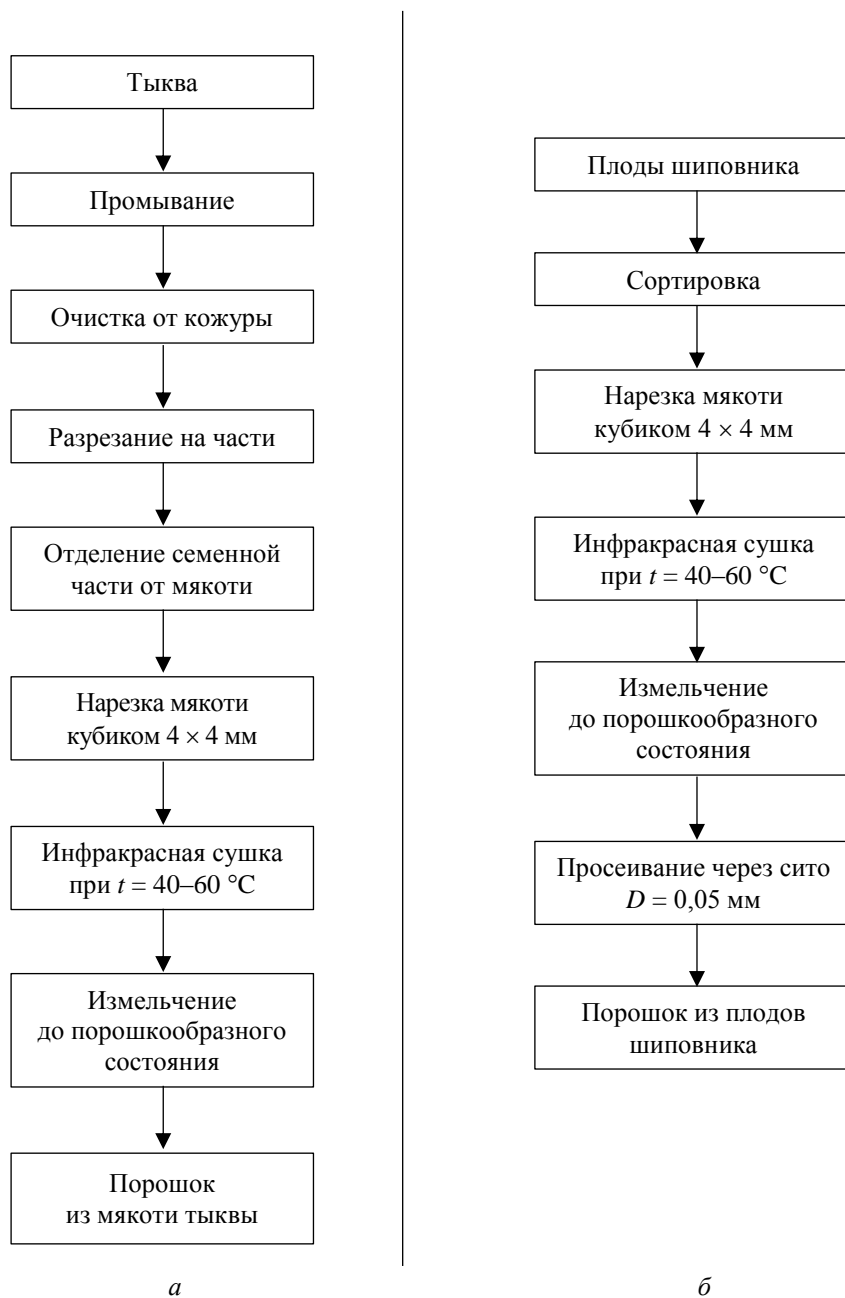 Тыква
Промывание
Очистка от кожуры
Разрезание на части
Отделение семенной
части от мякоти
Нарезка мякоти
кубиком 4 × 4 мм
Инфракрасная сушка
при t = 40–60 °C
Измельчение
до порошкообразного
состояния
Порошок
из мякоти тыквы
а
Плоды шиповника
Сортировка
Нарезка мякоти
кубиком 4 × 4 мм
Инфракрасная сушка
при t = 40–60 °C
Измельчение
до порошкообразного
состояния
Просеивание через сито
D = 0,05 мм
Порошок из плодов
шиповника
б